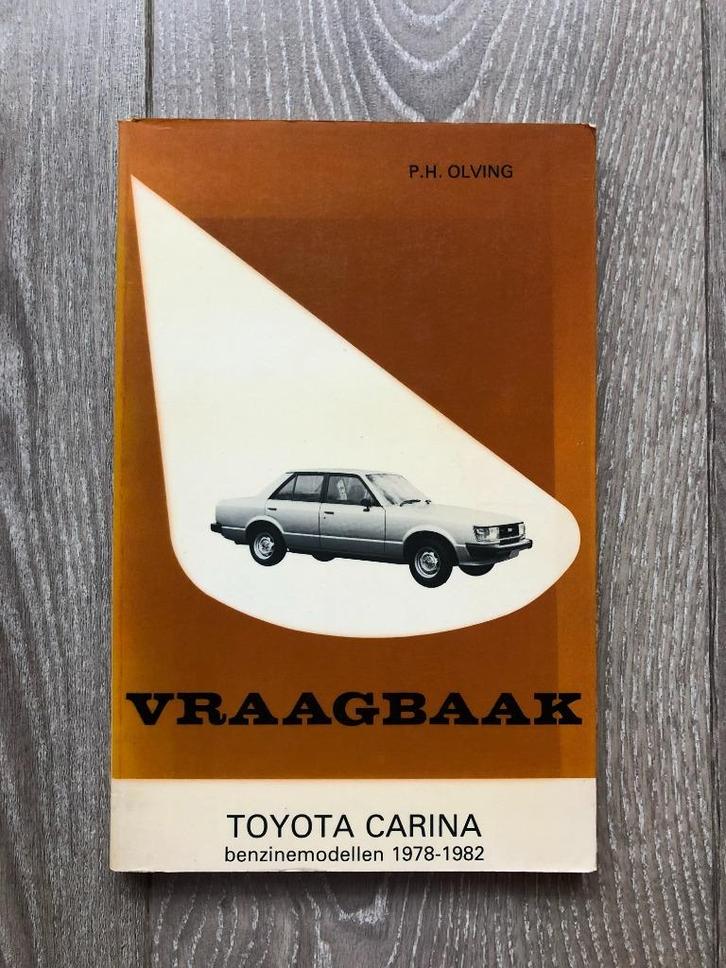 P.H. OLVING
VRAAGBAAK
TOYOTA CARINA
benzinemodellen 1978-1982